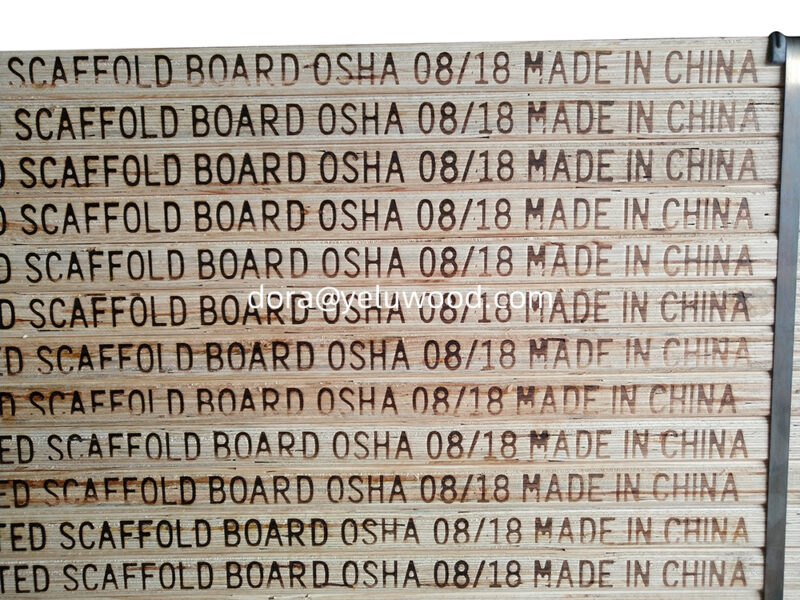 SCAFFOLD BOARD OSHA 08/18 MADE IN CHINA
D SCAFFOLD BOARD OSHA 08/18 MADE IN CHINA
D SCAFFOLD BOARD OSHA 08/18 MADE IN CHINA
D SCAFFOLD BOARD OSHA 08/18 MADE IN CHINA
D SCAFFOLD BOARD OSHA 08/18 MADE IN CHINA
dora@yeluwood.com
D SCAFFOLD BOARD OSHA 08/18 MADE IN CHINA
TED SCAFFOLD BOARD OSHA 08/18 MADE IN CHINA
D SCAFFOLD BOARD OSHA 08/18 MADE IN CHINA
ED SCAFFOLD BOARD OSHA 08/18 MADE IN CHINA
ED SCAFFOLD BOARD OSHA 08/18 MADE IN CHINA
TED SCAFFOLD BOARD OSHA 08/18 MADE IN CHINA
TED SCAFFOLD BOARD OSHA 08/18 MADE IN CHINA